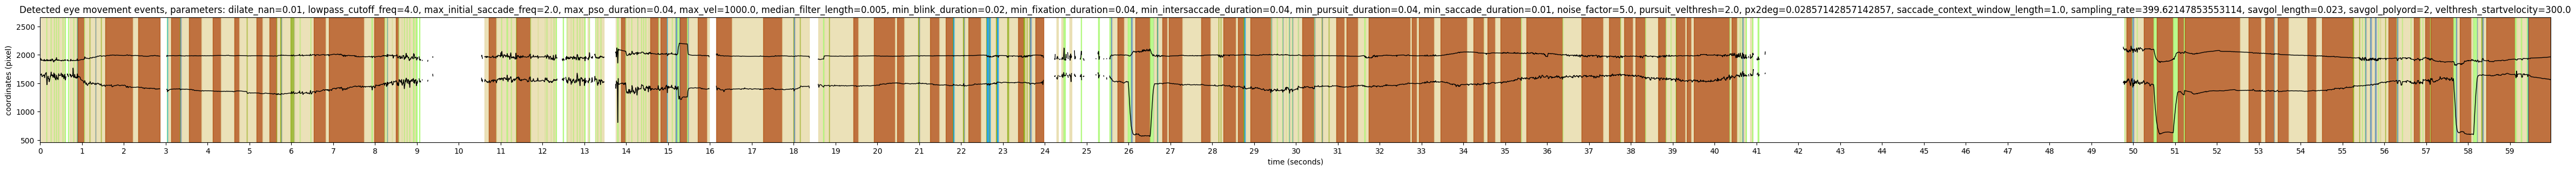 Detected eye movement events, parameters: dilate_nan=0.01, lowpass_cutoff_freq=4.0, max_initial_saccade_freq=2.0, max_pso_duration=0.04, max_vel=1000.0, median_filter_length=0.005, min_blink_duration=0.02, min_fixation_duration=0.04, min_intersaccade_duration=0.04, min_pursuit_duration=0.04, min_saccade_duration=0.01, noise_factor=5.0, pursuit_velthresh=2.0, px2deg=0.02857142857142857, saccade_context_window_length=1.0, sampling_rate=399.62147853553114, savgol_length=0.023, savgol_polyord=2, velthresh_startvelocity=300.0
coordinates (pixel)
2500
2000
1500
1000
500
0 1 2 3 4 5 6 7 8 9 10 11 12 13 14 15 16 17 18 19 20 21 22 23 24 25 26 27 28 29 30 31 32 33 34 35 36 37 38 39 40 41 42 43 44 45 46 47 48 49 50 51 52 53 54 55 56 57 58 59
time (seconds)